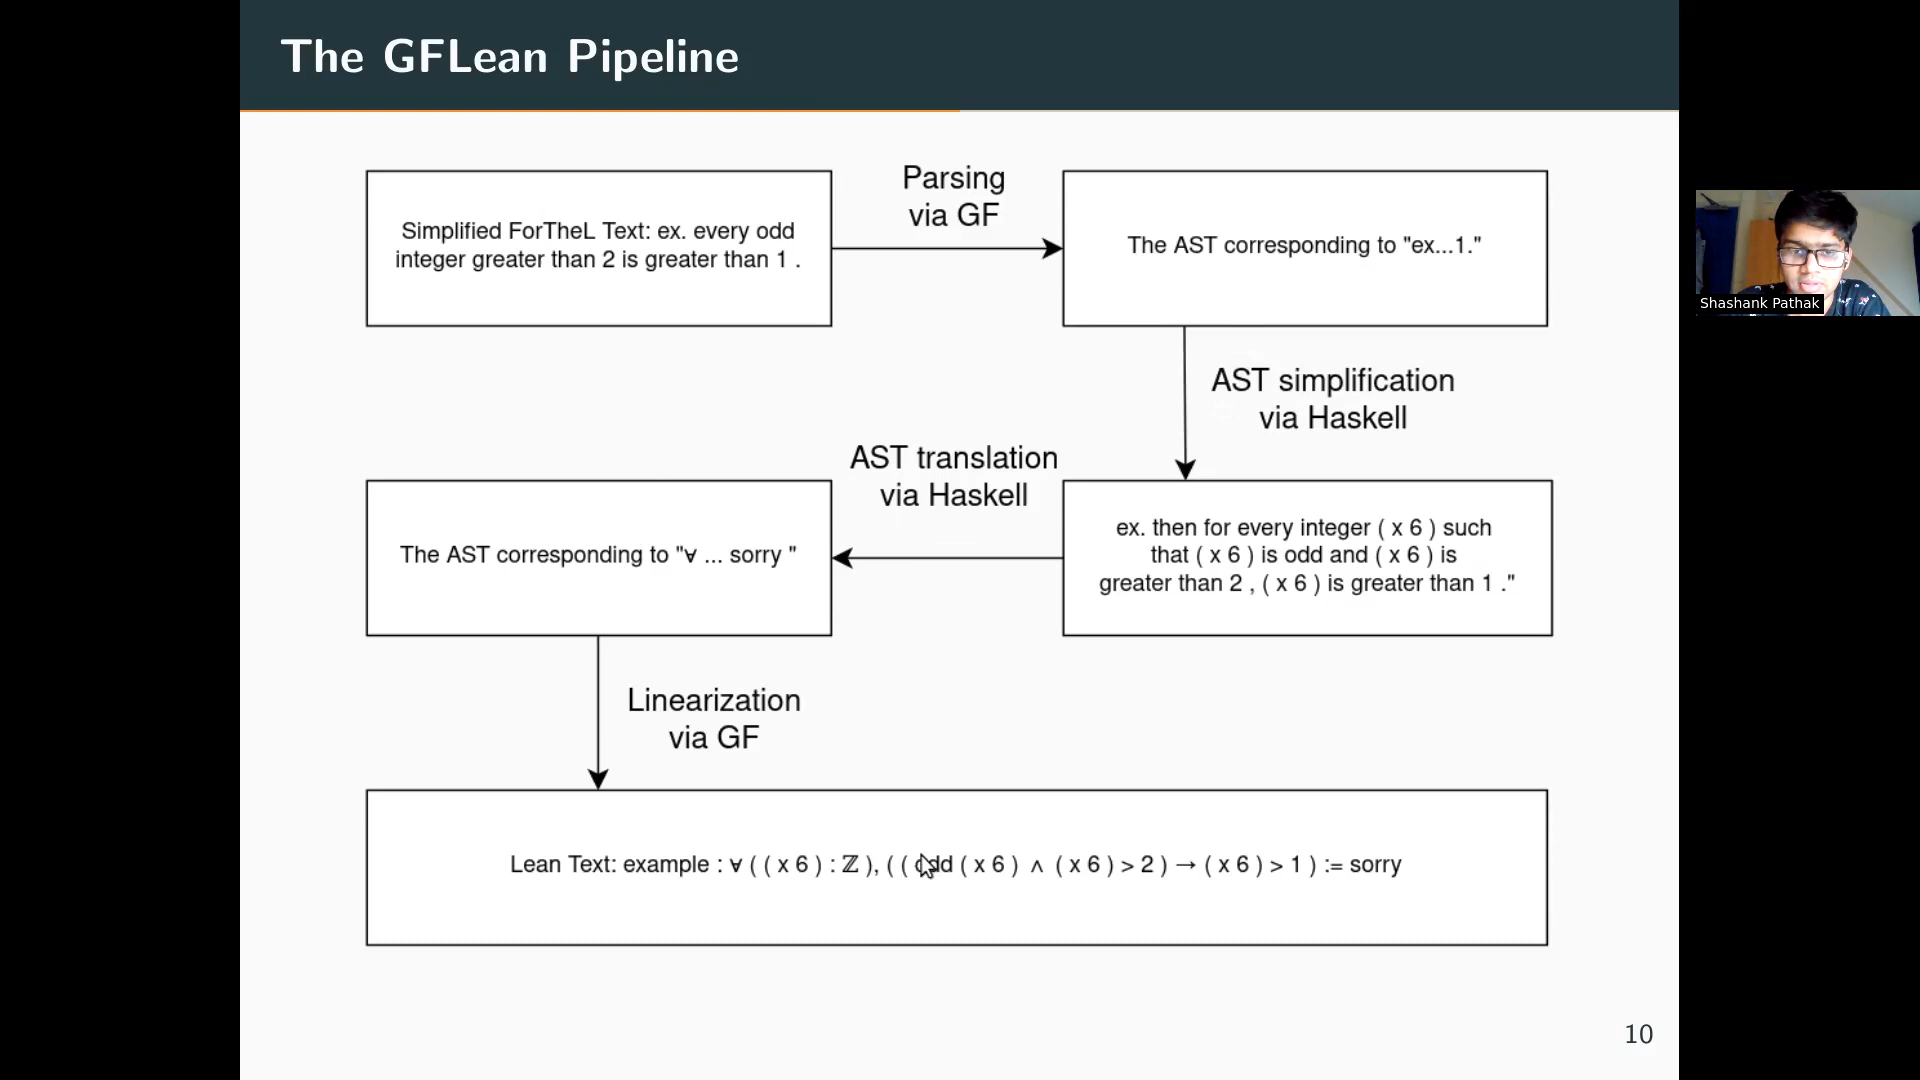 The GFLean Pipeline
Simplified ForTheL Text: ex. every odd
integer greater than 2 is greater than 1 .
Parsing
via GF
The AST corresponding to "ex...1."
AST simplification
via Haskell
ex. then for every integer ( x 6 ) such
that ( x 6 ) is odd and ( x 6 ) is
greater than 2 , ( x 6 ) is greater than 1 ."
AST translation
via Haskell
The AST corresponding to "∀ ... sorry "
Linearization
via GF
Lean Text: example : ∀ ( ( x 6 ) : ℤ ), ( ( odd ( x 6 ) ∧ ( x 6 ) > 2 ) → ( x 6 ) > 1 ) := sorry
10
Shashank Pathak